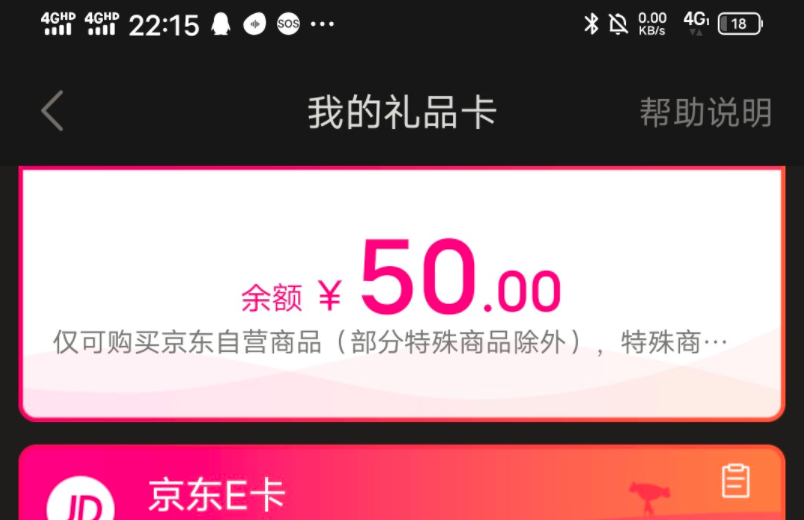 4GHD 4GHD 22:15 SOS ··· 0.00 KB/s 4G 18
我的礼品卡 帮助说明
余额 ¥ 50.00
仅可购买京东自营商品（部分特殊商品除外），特殊商…
JD 京东E卡